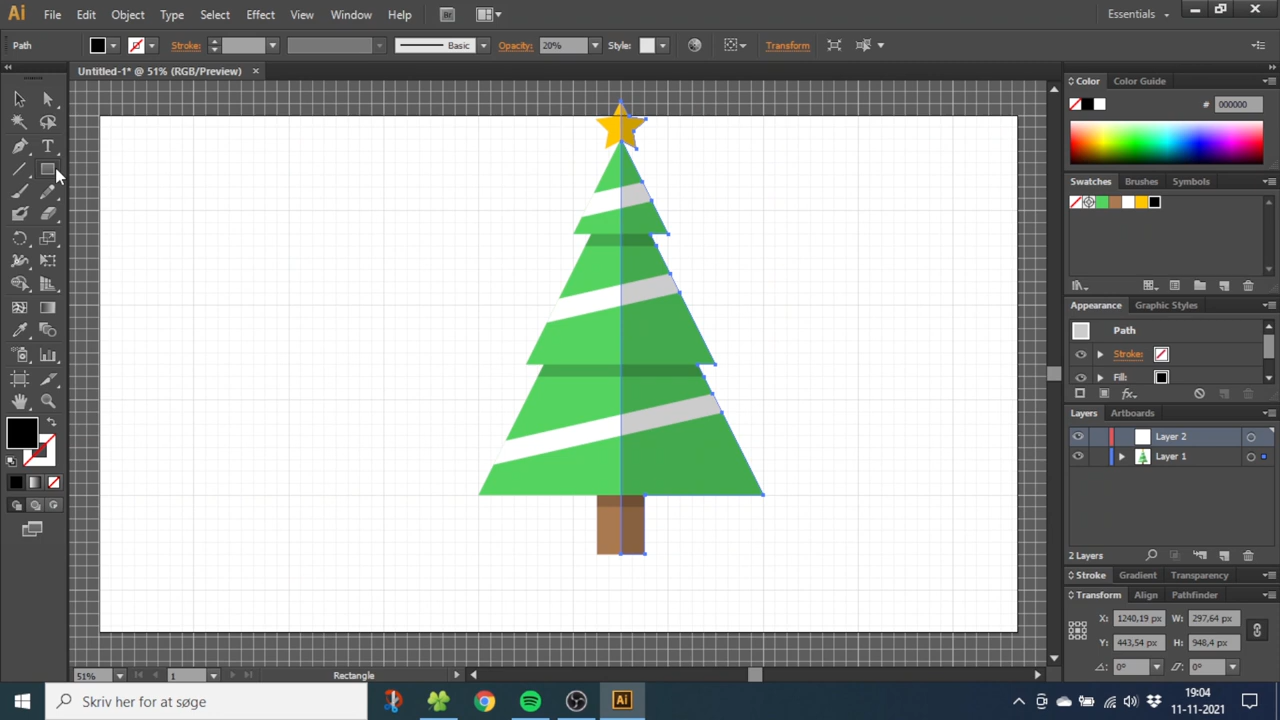 Ai File Edit Object Type Select Effect View Window Help Br Essentials
Path Stroke: Basic Opacity: 20% Style: Transform
Untitled-1* @ 51% (RGB/Preview)
Color Color Guide
# 000000
Swatches Brushes Symbols
Appearance Graphic Styles
Path
Stroke:
Fill:
fx
Layers Artboards
Layer 2
Layer 1
2 Layers
Stroke Gradient Transparency
Transform Align Pathfinder
X: 1240,19 px W: 297,64 px
Y: 443,54 px H: 948,4 px
0° 0°
51% 1 Rectangle
Skriv her for at søge
Ai
19:04
11-11-2021